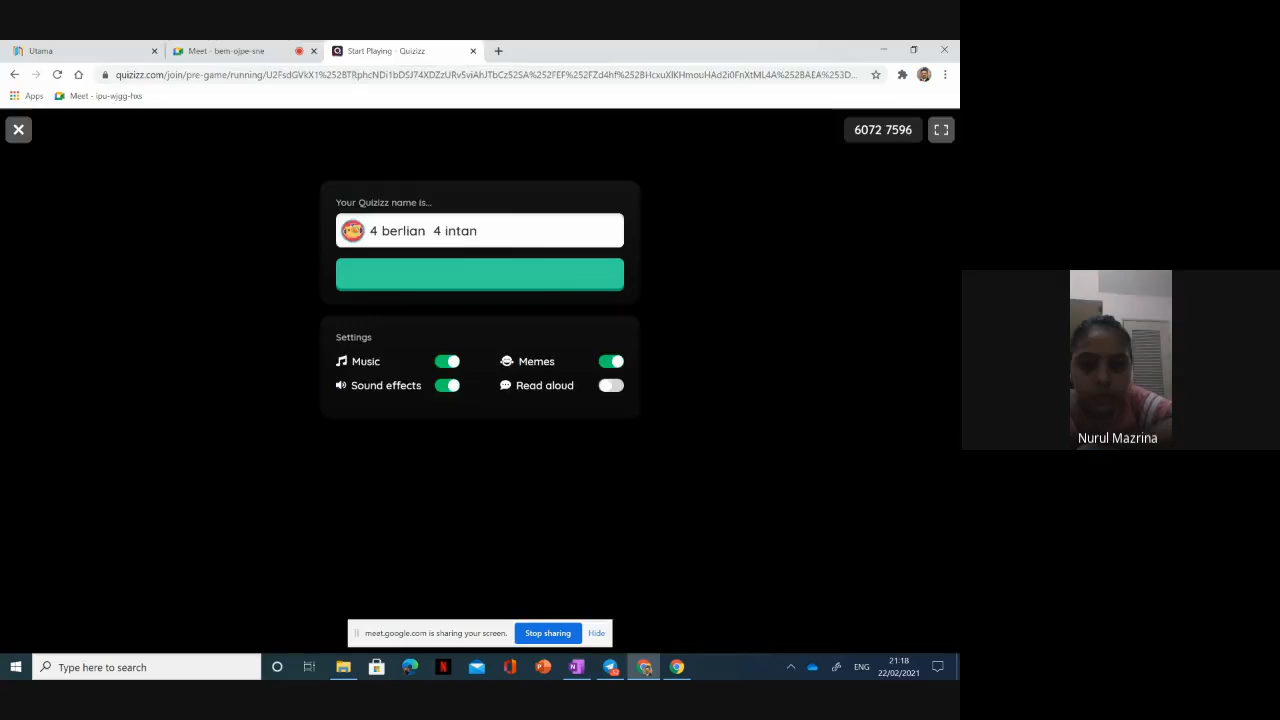 Utama
Meet - bem-ojpe-sne
Start Playing - Quizizz
Apps
Meet - ipu-wjgg-hxs
6072 7596
Your Quizizz name is...
4 berlian 4 intan
Settings
Music
Memes
Sound effects
Read aloud
Nurul Mazrina
meet.google.com is sharing your screen.
Stop sharing
Hide
Type here to search
ENG
21:18
22/02/2021